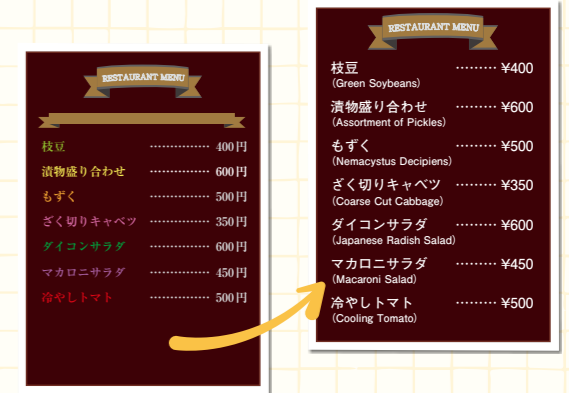 RESTAURANT MENU
枝豆 ·············· 400円
漬物盛り合わせ ·············· 600円
もずく ·············· 500円
ざく切りキャベツ ·············· 350円
ダイコンサラダ ·············· 600円
マカロニサラダ ·············· 450円
冷やしトマト ·············· 500円
RESTAURANT MENU
枝豆 ········ ¥400
(Green Soybeans)
漬物盛り合わせ ········ ¥600
(Assortment of Pickles)
もずく ········ ¥500
(Nemacystus Decipiens)
ざく切りキャベツ ········ ¥350
(Coarse Cut Cabbage)
ダイコンサラダ ········ ¥600
(Japanese Radish Salad)
マカロニサラダ ········ ¥450
(Macaroni Salad)
冷やしトマト ········ ¥500
(Cooling Tomato)